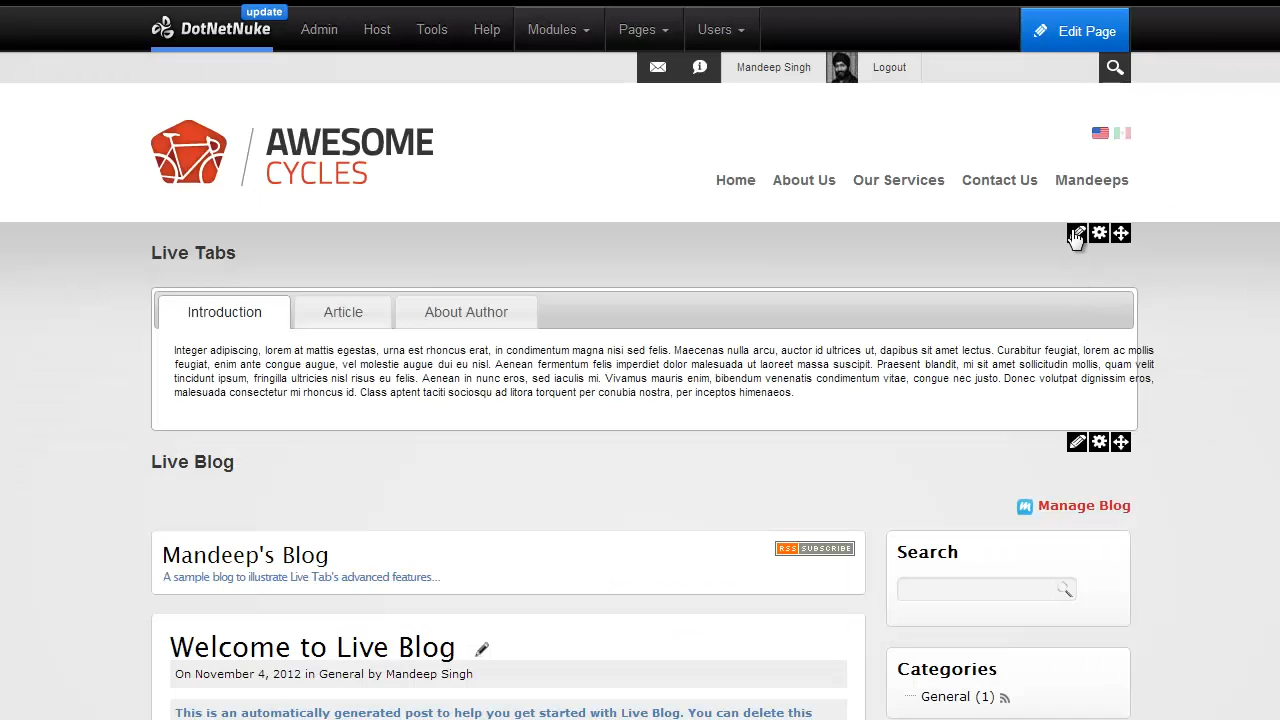 update
DotNetNuke Admin Host Tools Help Modules Pages Users Edit Page
Mandeep Singh Logout
AWESOME
CYCLES
Home About Us Our Services Contact Us Mandeeps
Live Tabs
Introduction Article About Author
Integer adipiscing, lorem at mattis egestas, urna est rhoncus erat, in condimentum magna nisi sed felis. Maecenas nulla arcu, auctor id ultrices ut, dapibus sit amet lectus. Curabitur feugiat, lorem ac mollis
feugiat, enim ante congue augue, vel molestie augue dui eu nisl. Aenean fermentum felis imperdiet dolor malesuada ut laoreet massa suscipit. Praesent blandit, mi sit amet sollicitudin mollis, quam velit
tincidunt ipsum, fringilla ultricies nisl risus eu felis. Aenean in nunc eros, sed iaculis mi. Vivamus mauris enim, bibendum venenatis condimentum vitae, congue nec justo. Donec volutpat dignissim eros,
malesuada consectetur mi rhoncus id. Class aptent taciti sociosqu ad litora torquent per conubia nostra, per inceptos himenaeos.
Live Blog
Manage Blog
Mandeep's Blog
RSS SUBSCRIBE
A sample blog to illustrate Live Tab's advanced features...
Search
Welcome to Live Blog
On November 4, 2012 in General by Mandeep Singh
Categories
General (1)
This is an automatically generated post to help you get started with Live Blog. You can delete this